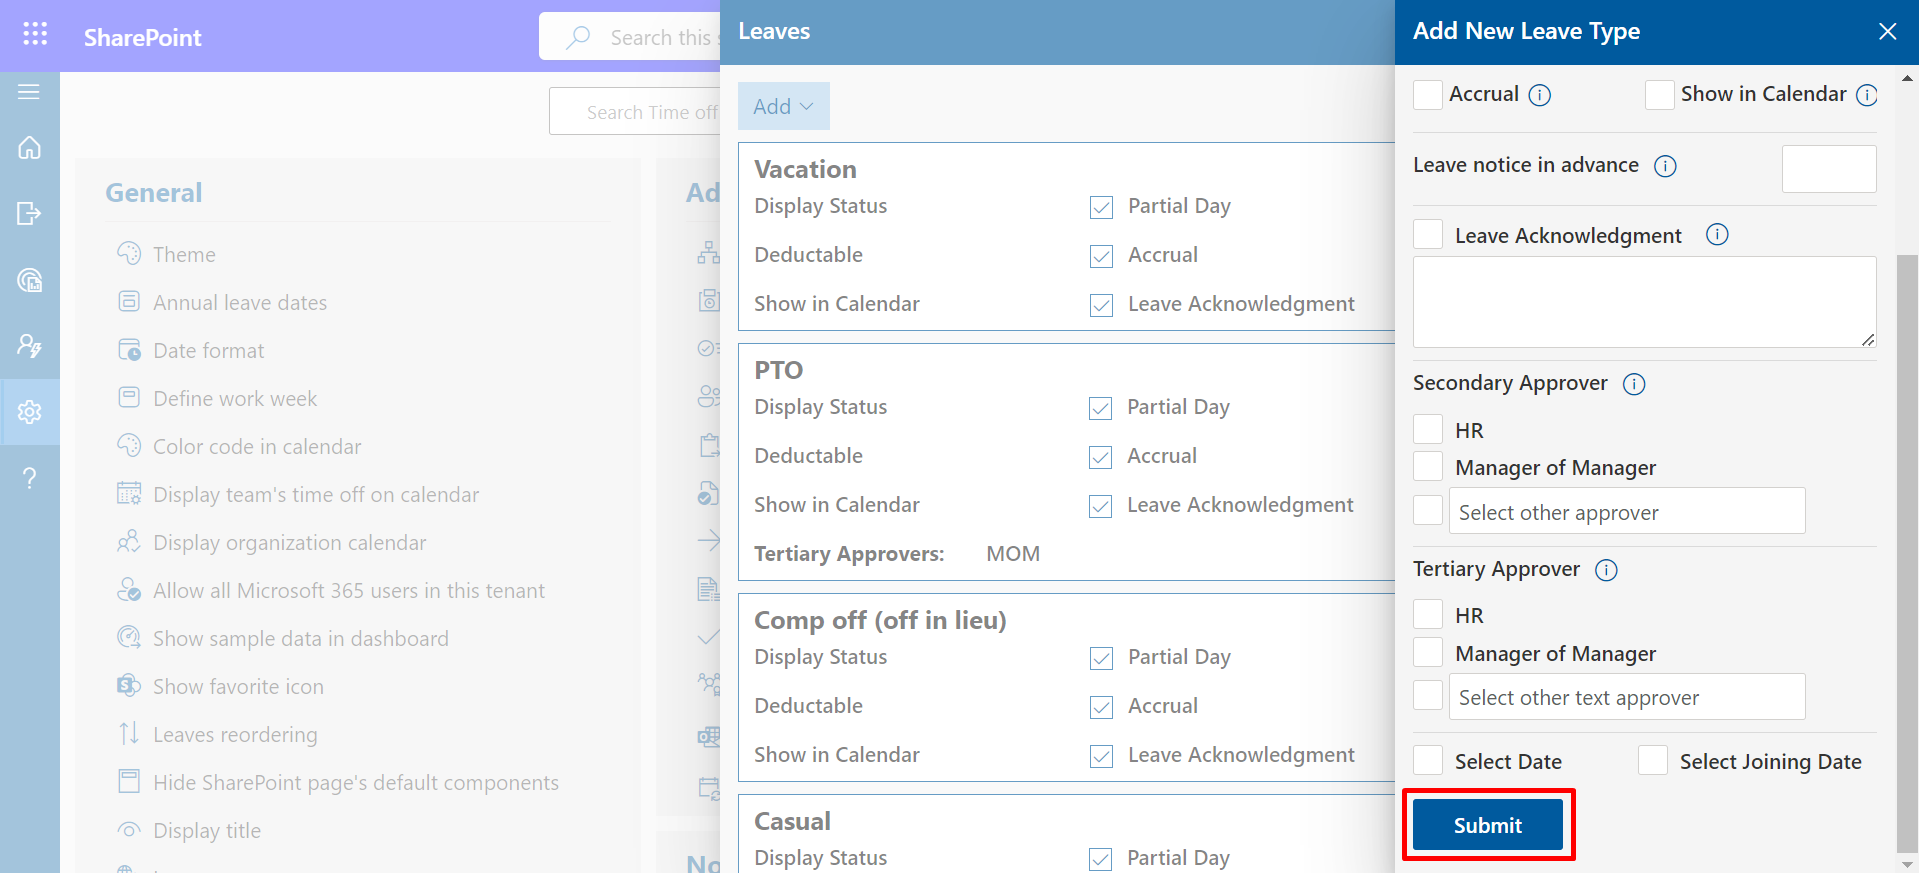 SharePoint
Search this s
Search Time off
General
Theme
Annual leave dates
Date format
Define work week
Color code in calendar
Display team's time off on calendar
Display organization calendar
Allow all Microsoft 365 users in this tenant
Show sample data in dashboard
Show favorite icon
Leaves reordering
Hide SharePoint page's default components
Display title
Ad
No
Leaves
Add
Vacation
Display Status Partial Day
Deductable Accrual
Show in Calendar Leave Acknowledgment
PTO
Display Status Partial Day
Deductable Accrual
Show in Calendar Leave Acknowledgment
Tertiary Approvers: MOM
Comp off (off in lieu)
Display Status Partial Day
Deductable Accrual
Show in Calendar Leave Acknowledgment
Casual
Display Status Partial Day
Add New Leave Type
Accrual Show in Calendar
Leave notice in advance
Leave Acknowledgment
Secondary Approver
HR
Manager of Manager
Select other approver
Tertiary Approver
HR
Manager of Manager
Select other text approver
Select Date Select Joining Date
Submit